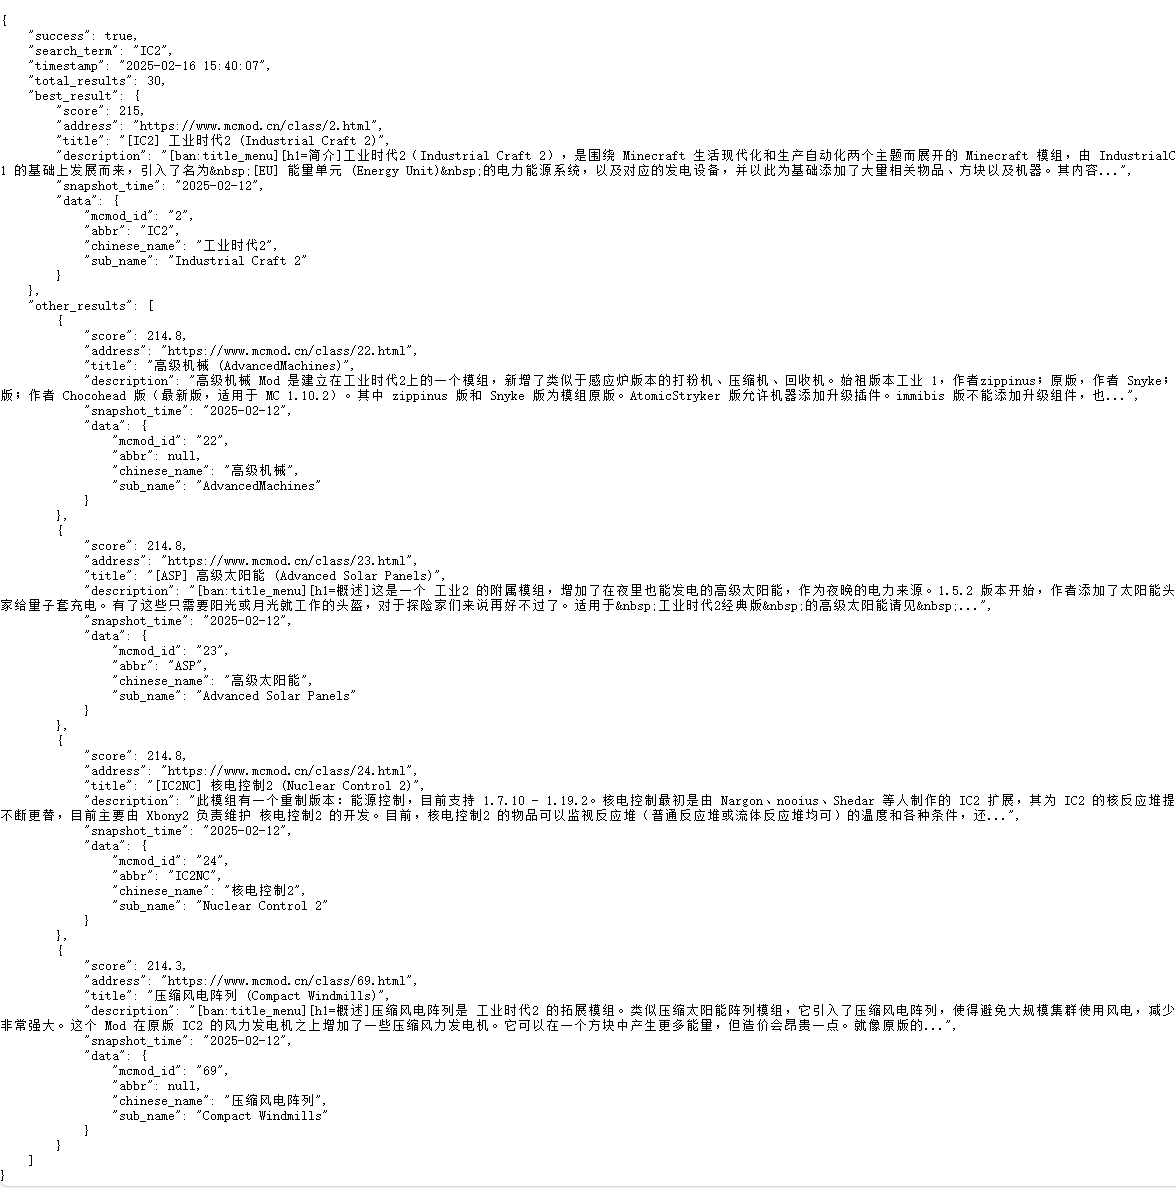 {
    "success": true,
    "search_term": "IC2",
    "timestamp": "2025-02-16 15:40:07",
    "total_results": 30,
    "best_result": {
        "score": 215,
        "address": "https://www.mcmod.cn/class/2.html",
        "title": "[IC2] 工业时代2 (Industrial Craft 2)",
        "description": "[ban:title_menu][h1=简介]工业时代2（Industrial Craft 2），是围绕 Minecraft 生活现代化和生产自动化两个主题而展开的 Minecraft 模组，由 IndustrialC
1 的基础上发展而来，引入了名为&nbsp;[EU] 能量单元 (Energy Unit)&nbsp;的电力能源系统，以及对应的发电设备，并以此为基础添加了大量相关物品、方块以及机器。其内容...",
        "snapshot_time": "2025-02-12",
        "data": {
            "mcmod_id": "2",
            "abbr": "IC2",
            "chinese_name": "工业时代2",
            "sub_name": "Industrial Craft 2"
        }
    },
    "other_results": [
        {
            "score": 214.8,
            "address": "https://www.mcmod.cn/class/22.html",
            "title": "高级机械 (AdvancedMachines)",
            "description": "高级机械 Mod 是建立在工业时代2上的一个模组，新增了类似于感应炉版本的打粉机、压缩机、回收机。始祖版本工业 1，作者zippinus；原版，作者 Snyke；
版；作者 Chocohead 版（最新版，适用于 MC 1.10.2）。其中 zippinus 版和 Snyke 版为模组原版。AtomicStryker 版允许机器添加升级插件。immibis 版不能添加升级组件，也...",
            "snapshot_time": "2025-02-12",
            "data": {
                "mcmod_id": "22",
                "abbr": null,
                "chinese_name": "高级机械",
                "sub_name": "AdvancedMachines"
            }
        },
        {
            "score": 214.8,
            "address": "https://www.mcmod.cn/class/23.html",
            "title": "[ASP] 高级太阳能 (Advanced Solar Panels)",
            "description": "[ban:title_menu][h1=概述]这是一个 工业2 的附属模组，增加了在夜里也能发电的高级太阳能，作为夜晚的电力来源。1.5.2 版本开始，作者添加了太阳能头
家给量子套充电。有了这些只需要阳光或月光就工作的头盔，对于探险家们来说再好不过了。适用于&nbsp;工业时代2经典版&nbsp;的高级太阳能请见&nbsp;...",
            "snapshot_time": "2025-02-12",
            "data": {
                "mcmod_id": "23",
                "abbr": "ASP",
                "chinese_name": "高级太阳能",
                "sub_name": "Advanced Solar Panels"
            }
        },
        {
            "score": 214.8,
            "address": "https://www.mcmod.cn/class/24.html",
            "title": "[IC2NC] 核电控制2 (Nuclear Control 2)",
            "description": "此模组有一个重制版本：能源控制，目前支持 1.7.10 - 1.19.2。核电控制最初是由 Nargon、nooius、Shedar 等人制作的 IC2 扩展，其为 IC2 的核反应堆提
不断更替，目前主要由 Xbony2 负责维护 核电控制2 的开发。目前，核电控制2 的物品可以监视反应堆（普通反应堆或流体反应堆均可）的温度和各种条件，还...",
            "snapshot_time": "2025-02-12",
            "data": {
                "mcmod_id": "24",
                "abbr": "IC2NC",
                "chinese_name": "核电控制2",
                "sub_name": "Nuclear Control 2"
            }
        },
        {
            "score": 214.3,
            "address": "https://www.mcmod.cn/class/69.html",
            "title": "压缩风电阵列 (Compact Windmills)",
            "description": "[ban:title_menu][h1=概述]压缩风电阵列是 工业时代2 的拓展模组。类似压缩太阳能阵列模组，它引入了压缩风电阵列，使得避免大规模集群使用风电，减少
非常强大。这个 Mod 在原版 IC2 的风力发电机之上增加了一些压缩风力发电机。它可以在一个方块中产生更多能量，但造价会昂贵一点。就像原版的...",
            "snapshot_time": "2025-02-12",
            "data": {
                "mcmod_id": "69",
                "abbr": null,
                "chinese_name": "压缩风电阵列",
                "sub_name": "Compact Windmills"
            }
        }
    ]
}